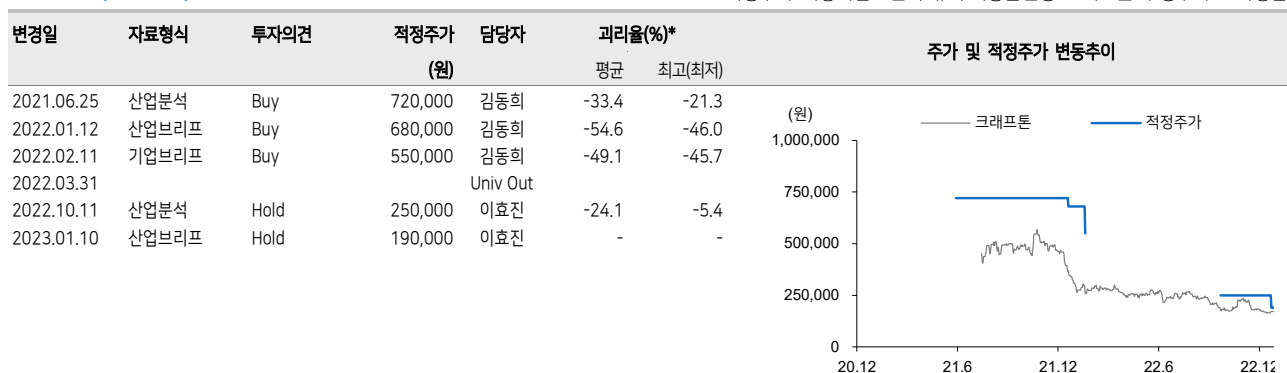 변경일 자료형식 투자의견 적정주가 담당자 괴리율(%)* 주가 및 적정주가 변동추이
(원) 평균 최고(최저)
2021.06.25 산업분석 Buy 720,000 김동희 -33.4 -21.3
2022.01.12 산업브리프 Buy 680,000 김동희 -54.6 -46.0
2022.02.11 기업브리프 Buy 550,000 김동희 -49.1 -45.7
2022.03.31 Univ Out
2022.10.11 산업분석 Hold 250,000 이효진 -24.1 -5.4
2023.01.10 산업브리프 Hold 190,000 이효진 - -
(원) 크래프톤 적정주가
1,000,000
750,000
500,000
250,000
0
20.12 21.6 21.12 22.6 22.12